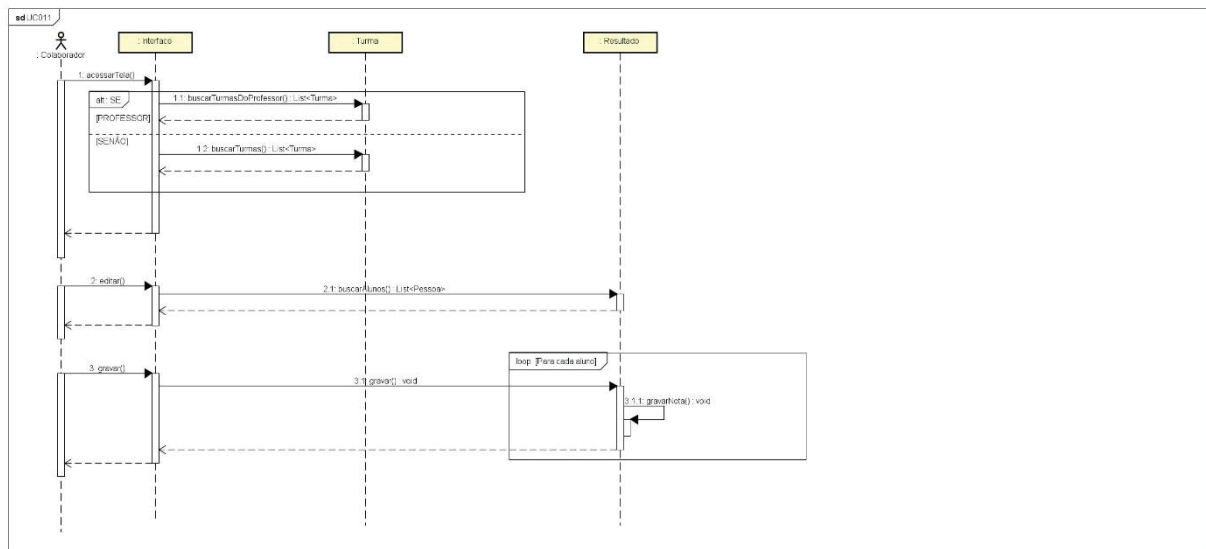 sd UC011
: Colaborador
: Interface
: Turma
: Resultado
1: acessarTela()
alt : SE
1.1: buscarTurmasDoProfessor() : List<Turma>
[PROFESSOR]
[SENÃO]
1.2: buscarTurmas() : List<Turma>
2: editar()
2.1: buscarAlunos() : List<Pessoa>
loop [Para cada aluno]
3: gravar()
3.1: gravar() : void
3.1.1: gravarNota() : void